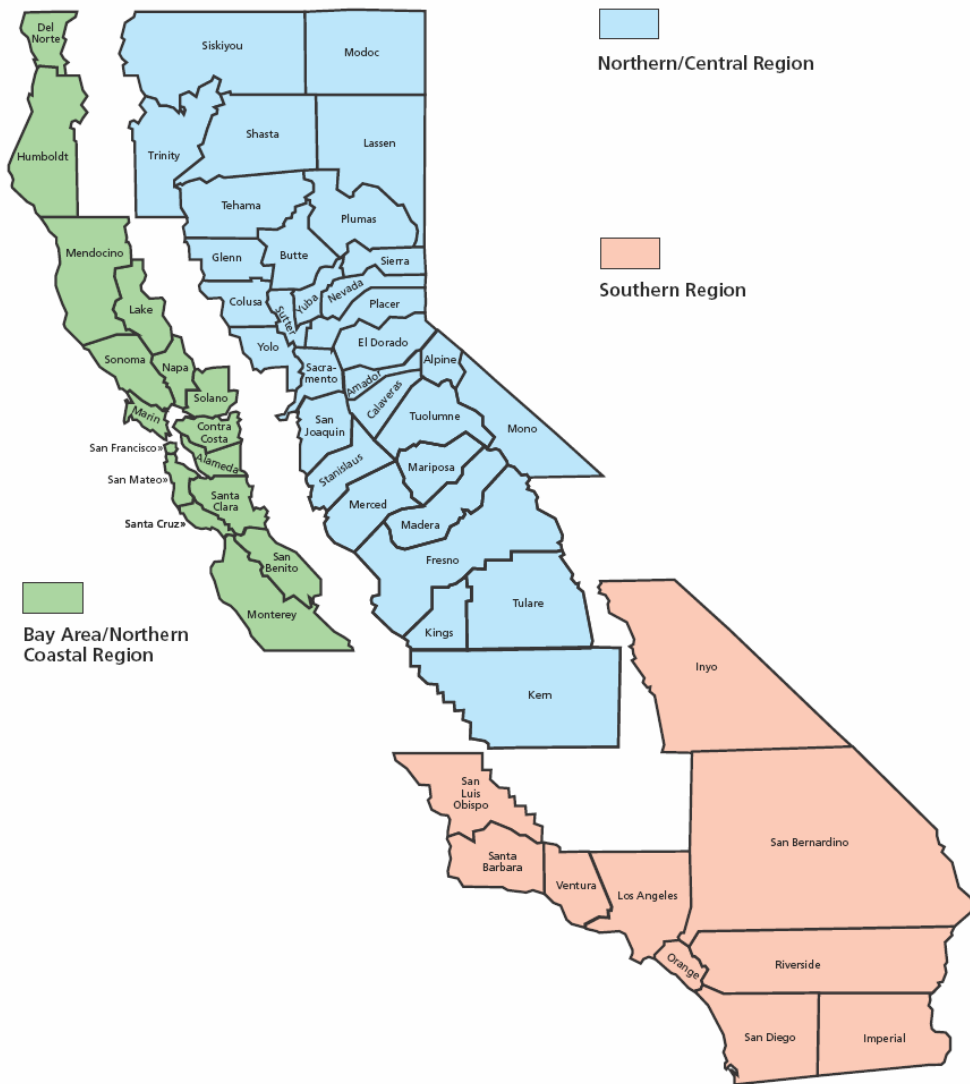 Del
Norte
Siskiyou
Modoc
Northern/Central Region
Humboldt
Trinity
Shasta
Lassen
Tehama
Plumas
Mendocino
Glenn
Butte
Sierra
Southern Region
Lake
Colusa
Sutter
Yuba
Nevada
Placer
Sonoma
Napa
Yolo
El Dorado
Solano
Sacra-
mento
Amador
Alpine
Marin
Contra
Costa
San
Joaquin
Calaveras
Tuolumne
Mono
San Francisco»
Alameda
Stanislaus
Mariposa
San Mateo»
Santa
Clara
Merced
Madera
Santa Cruz»
San
Benito
Fresno
Monterey
Kings
Tulare
Bay Area/Northern
Coastal Region
Inyo
Kern
San
Luis
Obispo
San Bernardino
Santa
Barbara
Ventura
Los Angeles
Orange
Riverside
San Diego
Imperial